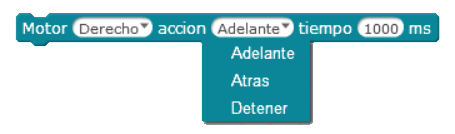 Motor Derecho accion Adelante tiempo 1000 ms
Adelante
Atras
Detener